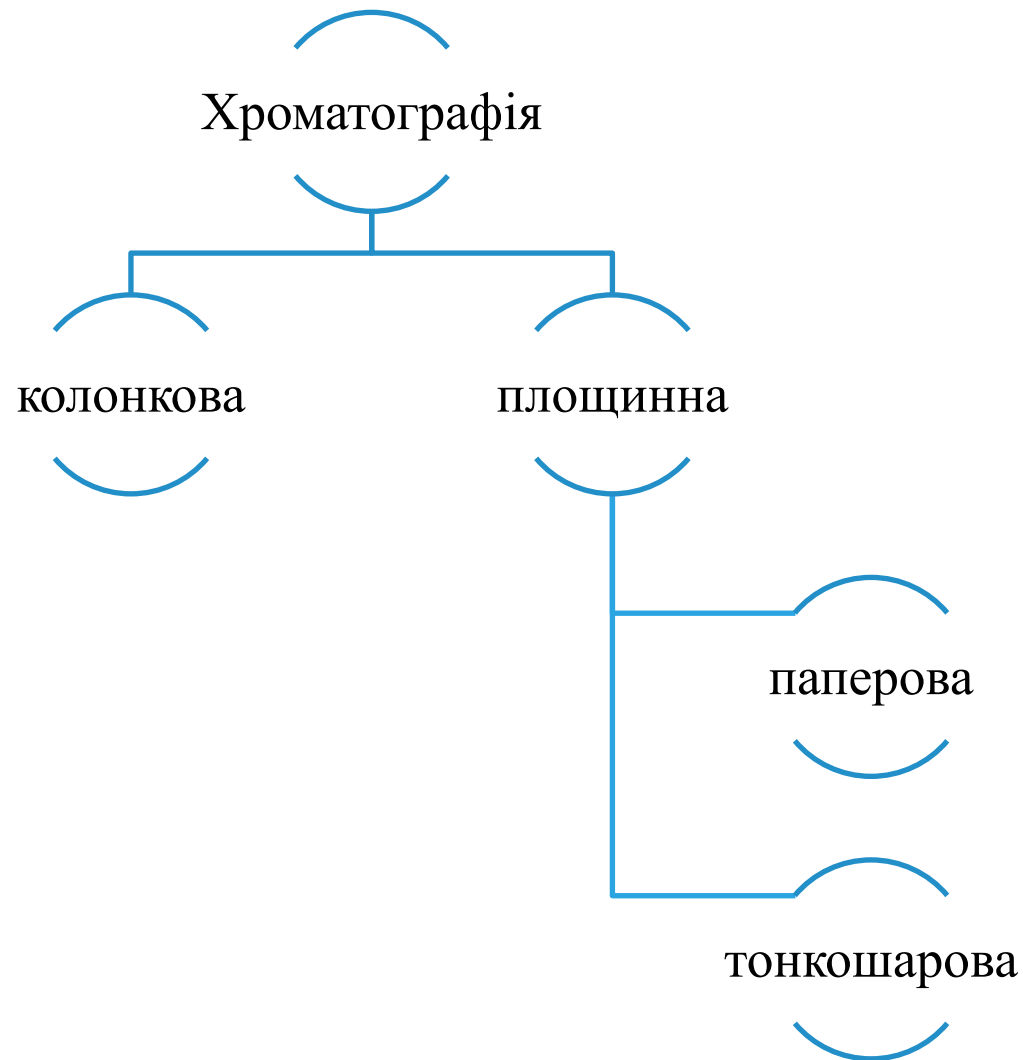 Хроматографія
колонкова
площинна
паперова
тонкошарова